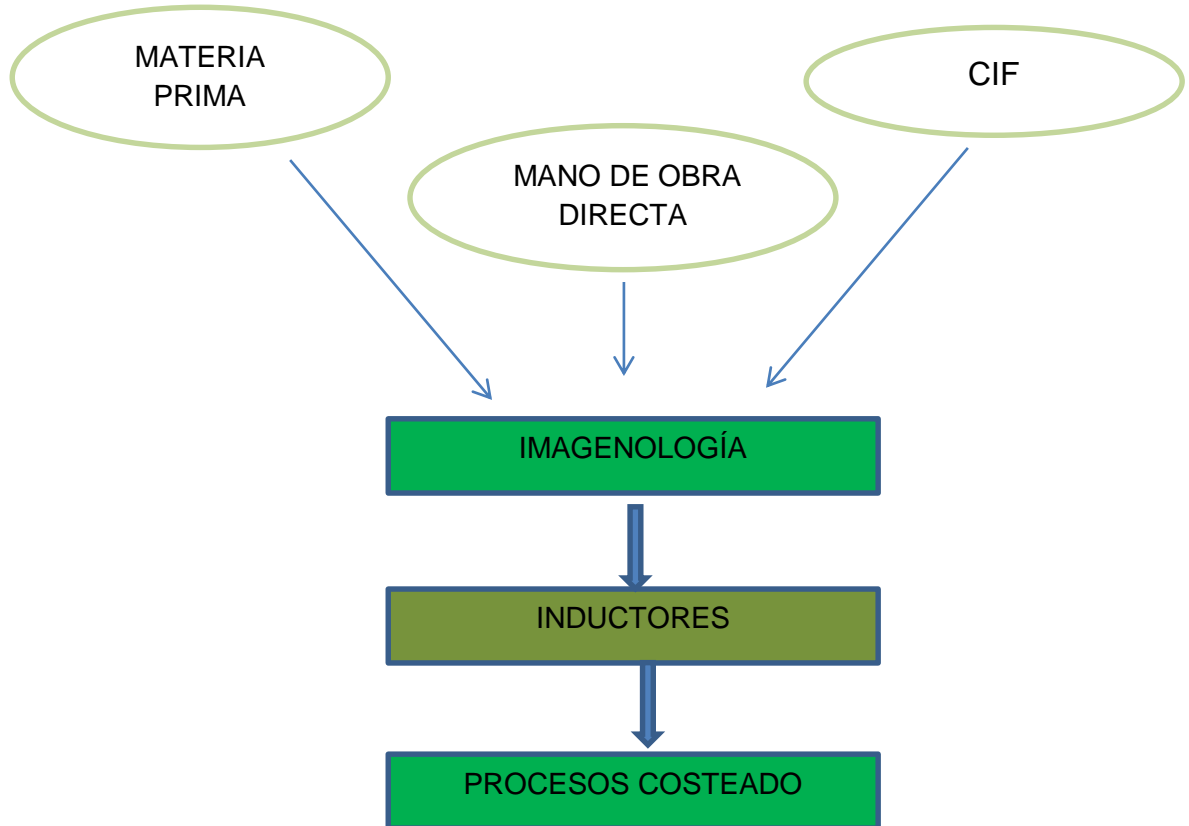 MATERIA
PRIMA
CIF
MANO DE OBRA
DIRECTA
IMAGENOLOGÍA
INDUCTORES
PROCESOS COSTEADO